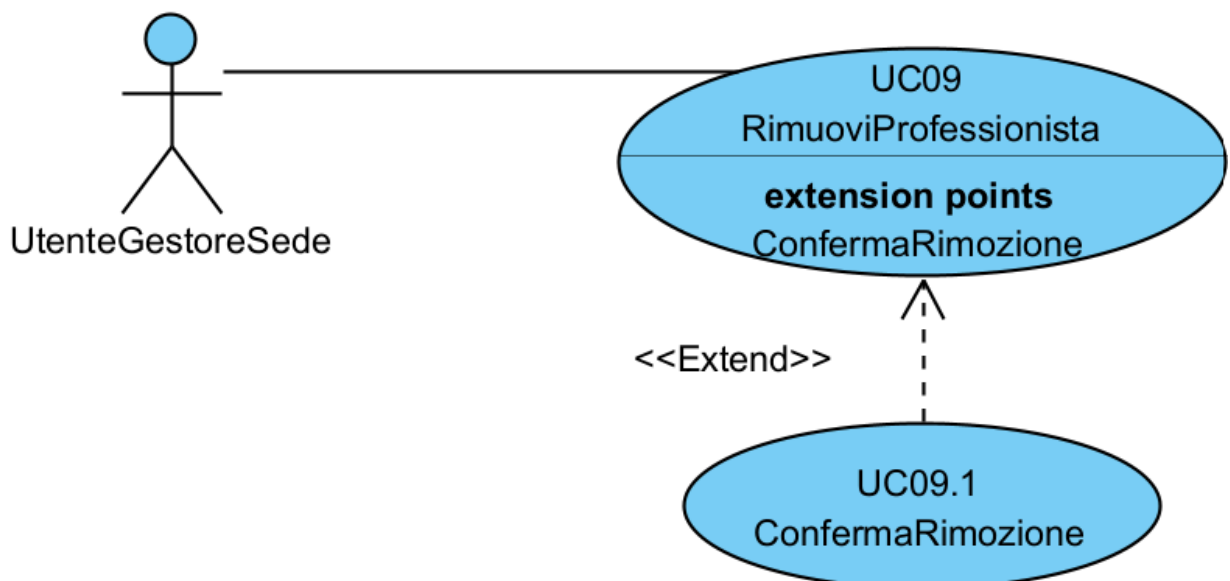 UC09
RimuoviProfessionista
extension points
ConfermaRimozione
UtenteGestoreSede
<<Extend>>
UC09.1
ConfermaRimozione